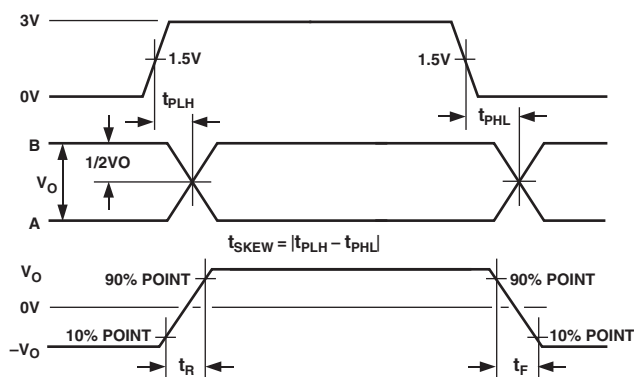 3V
1.5V
1.5V
0V
tPLH
tPHL
B
1/2VO
VO
A
tSKEW = |tPLH – tPHL|
VO
90% POINT
90% POINT
0V
10% POINT
10% POINT
–VO
tR
tF